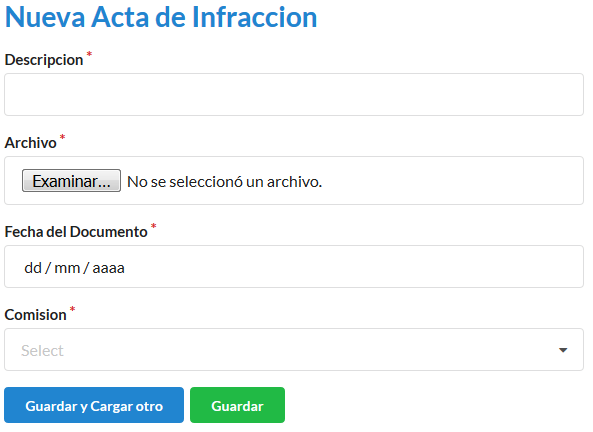 Nueva Acta de Infraccion
Descripcion *
Archivo *
Examinar... No se seleccionó un archivo.
Fecha del Documento *
dd / mm / aaaa
Comision *
Select
Guardar y Cargar otro Guardar